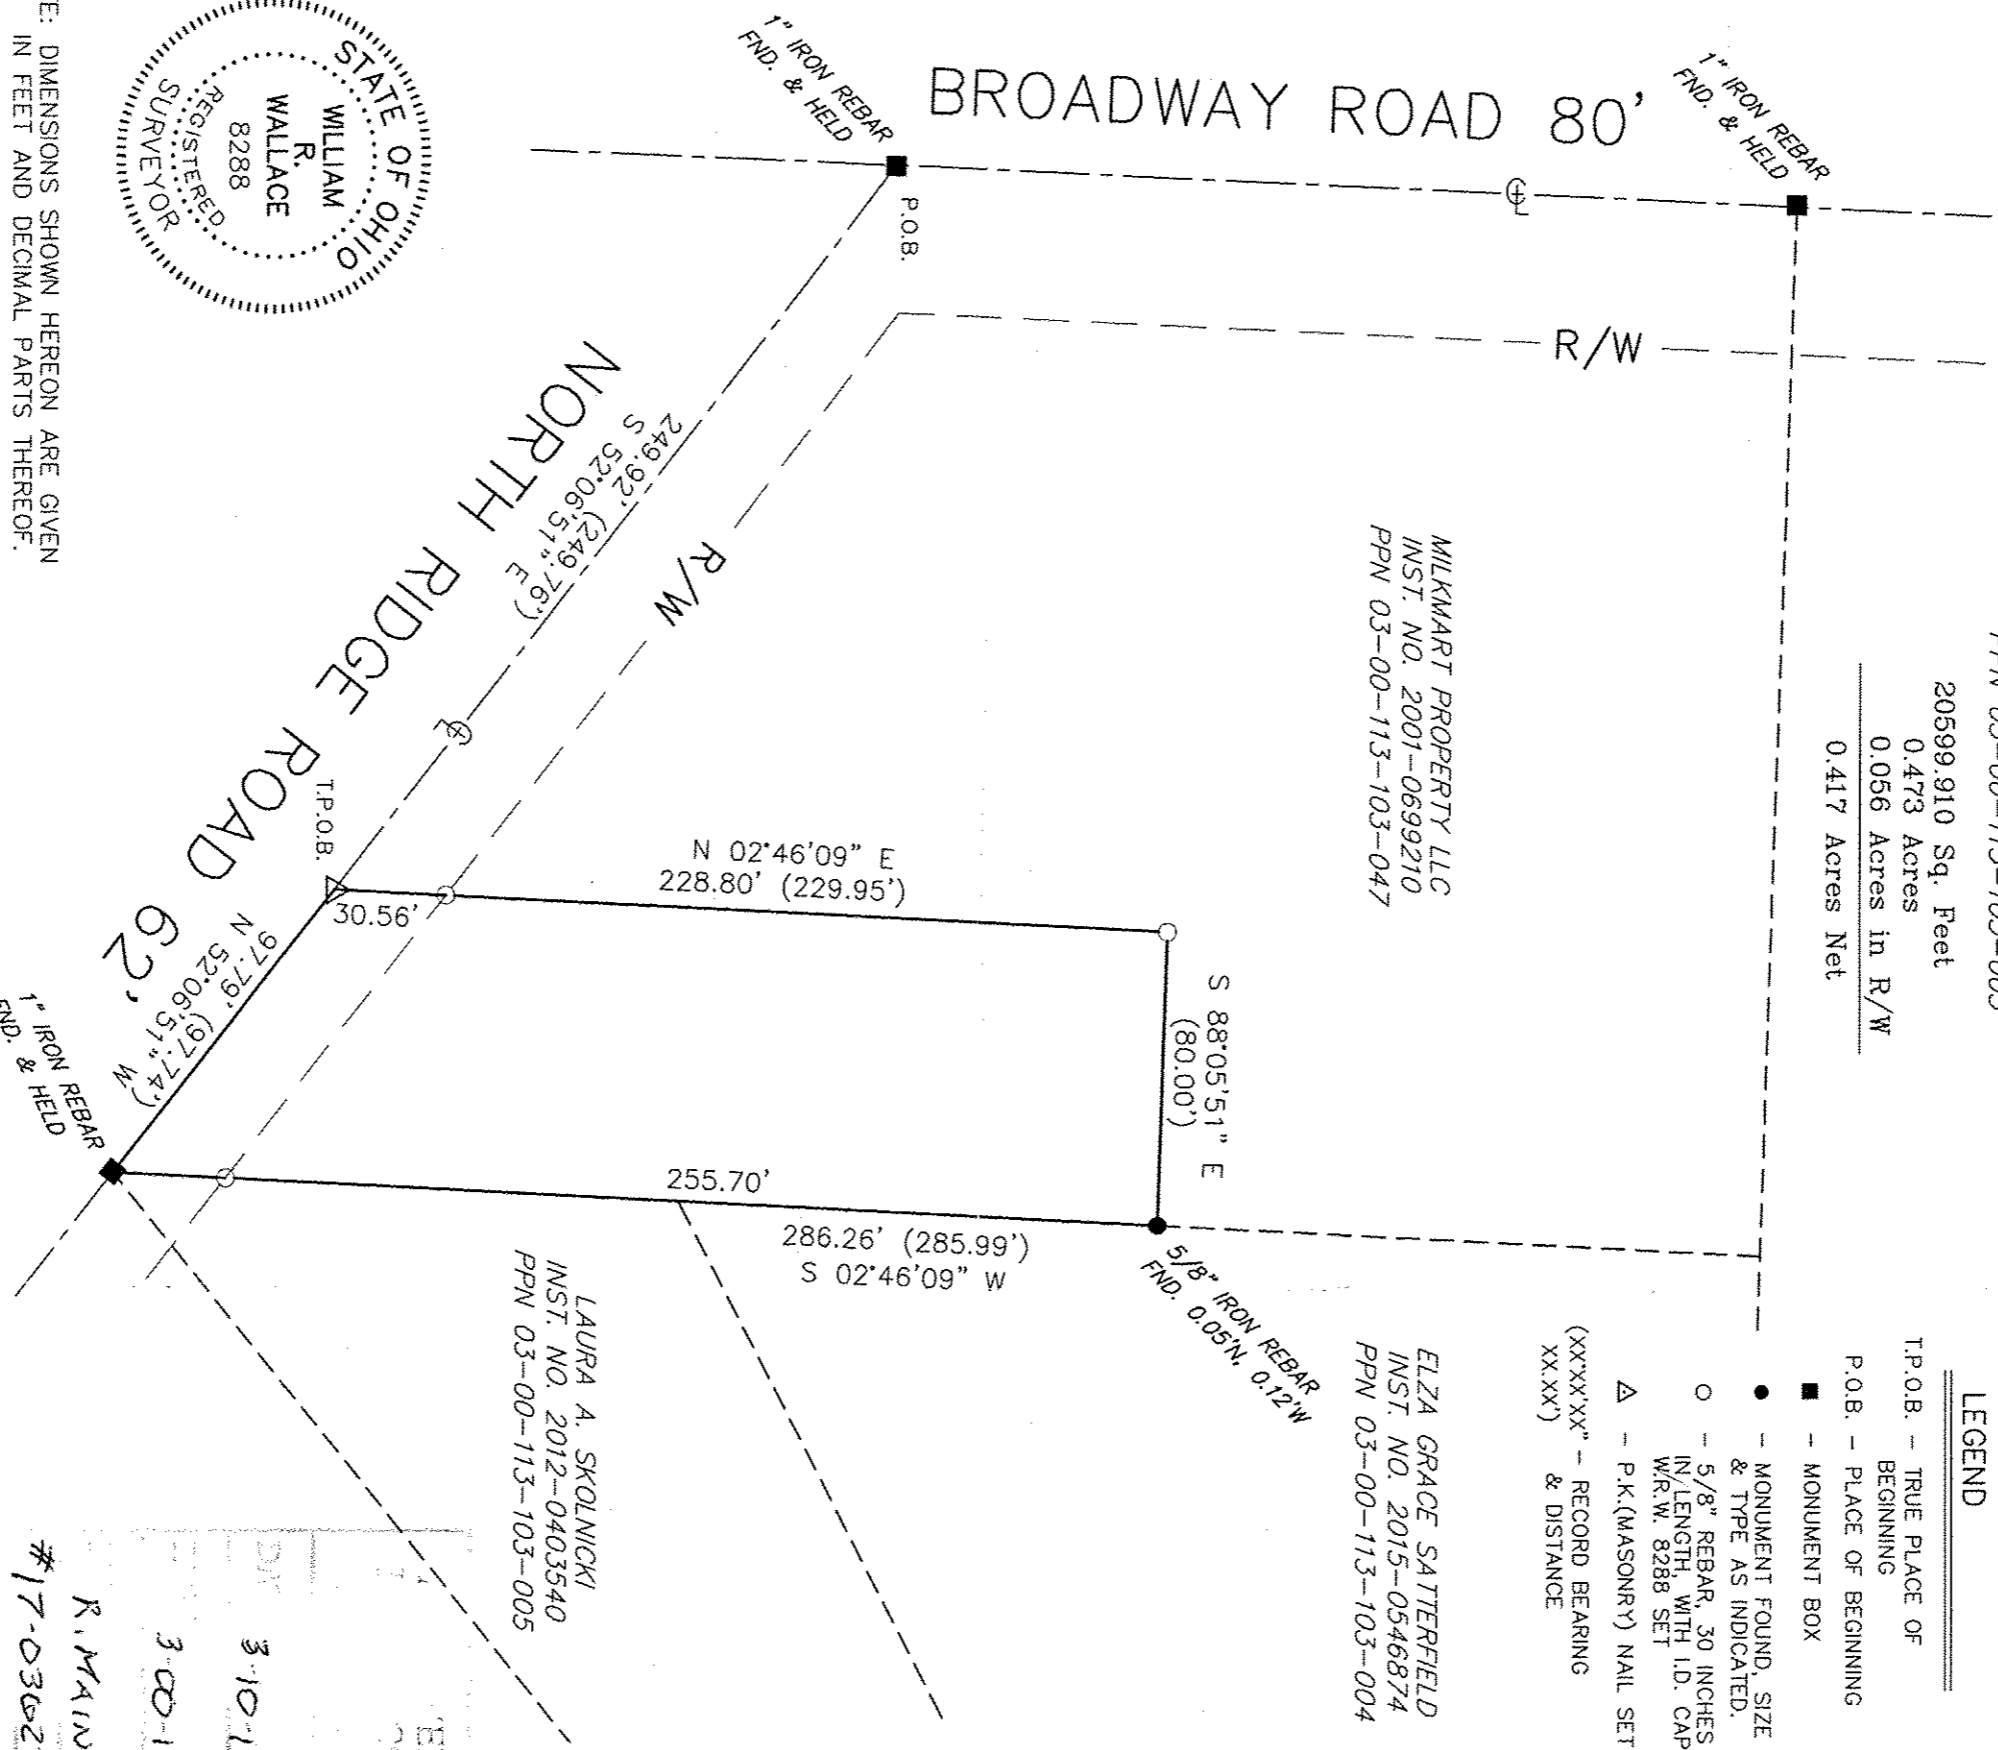 BROADWAY ROAD 80'
1" IRON REBAR
FND. & HELD
1" IRON REBAR
FND. & HELD
P.O.B.
R/W
R/W
STATE OF OHIO
WILLIAM
R.
WALLACE
8288
REGISTERED
SURVEYOR
E: DIMENSIONS SHOWN HEREON ARE GIVEN
IN FEET AND DECIMAL PARTS THEREOF.
NORTH RIDGE ROAD 62'
249.92' (249.76')
S 52°06'51" E
T.P.O.B.
30.56'
97.79' (97.74')
N 52°06'51" W
1" IRON REBAR
FND. & HELD
N 02°46'09" E
228.80' (229.95')
S 88°05'51" E
(80.00')
255.70'
286.26' (285.99')
S 02°46'09" W
5/8" IRON REBAR
FND. 0.05'N, 0.12'W
MILKMART PROPERTY LLC
INST. NO. 2001-0699210
PPN 03-00-113-103-047
20599.910 Sq. Feet
0.473 Acres
0.056 Acres in R/W
0.417 Acres Net
LAURA A. SKOLNICKI
INST. NO. 2012-0403540
PPN 03-00-113-103-005
ELZA GRACE SATTERFIELD
INST. NO. 2015-0546874
PPN 03-00-113-103-004
LEGEND
T.P.O.B. - TRUE PLACE OF
BEGINNING
P.O.B. - PLACE OF BEGINNING
- MONUMENT BOX
- MONUMENT FOUND, SIZE
& TYPE AS INDICATED.
- 5/8" REBAR, 30 INCHES
IN LENGTH, WITH I.D. CAP
W.R.W. 8288 SET
- P.K.(MASONRY) NAIL SET
(XX°XX'XX" - RECORD BEARING
XX.XX') & DISTANCE
3-10-
3-00-1
R. MAIN
#17-0302